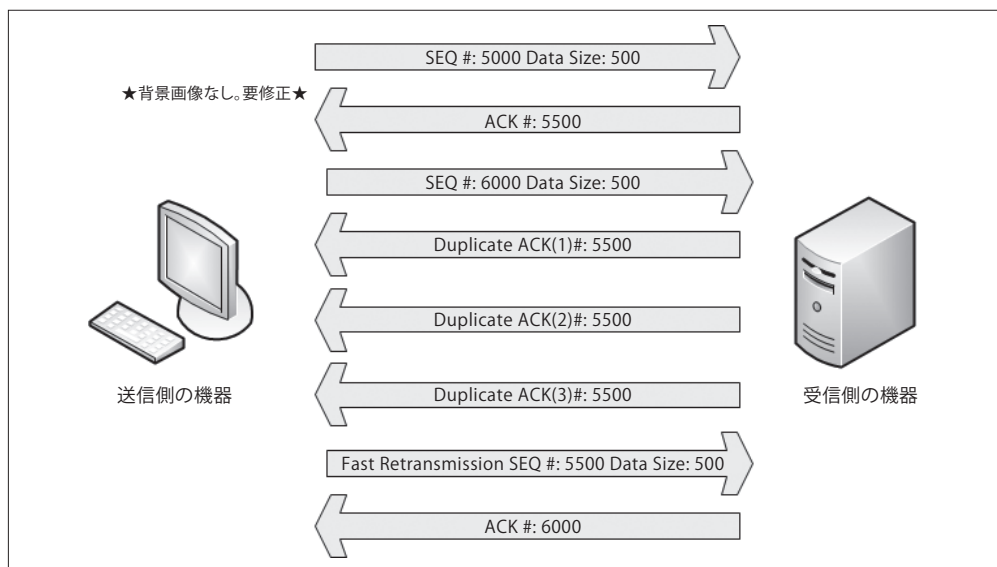 SEQ #: 5000 Data Size: 500
★背景画像なし。要修正★
ACK #: 5500
SEQ #: 6000 Data Size: 500
Duplicate ACK(1)#: 5500
Duplicate ACK(2)#: 5500
送信側の機器
Duplicate ACK(3)#: 5500
受信側の機器
Fast Retransmission SEQ #: 5500 Data Size: 500
ACK #: 6000